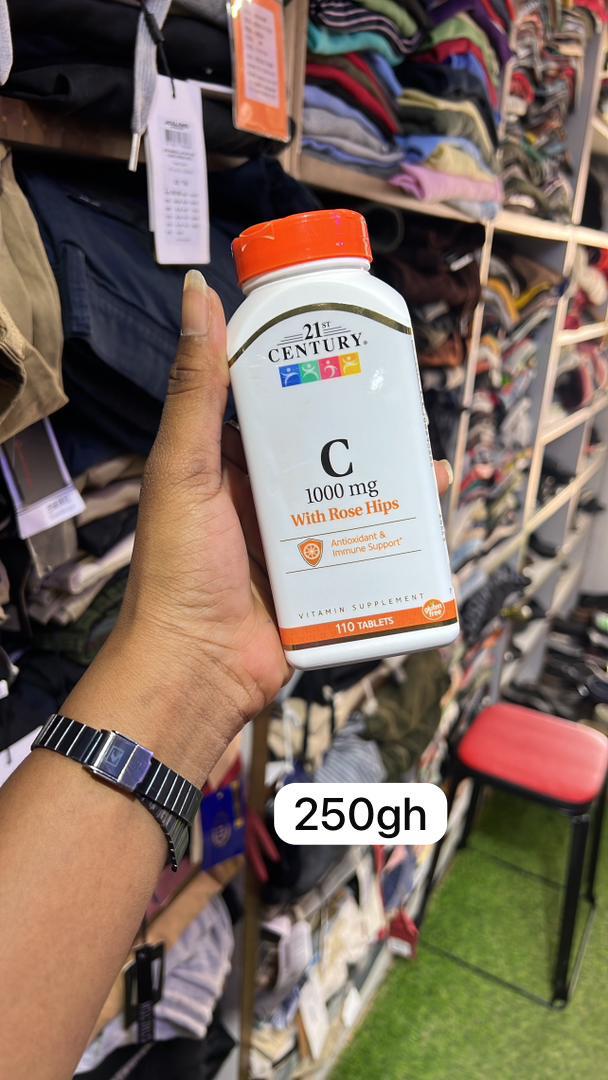 21ST
CENTURY®
C
1000 mg
With Rose Hips
Antioxidant &
Immune Support*
VITAMIN SUPPLEMENT
110 TABLETS
gluten
free
250gh